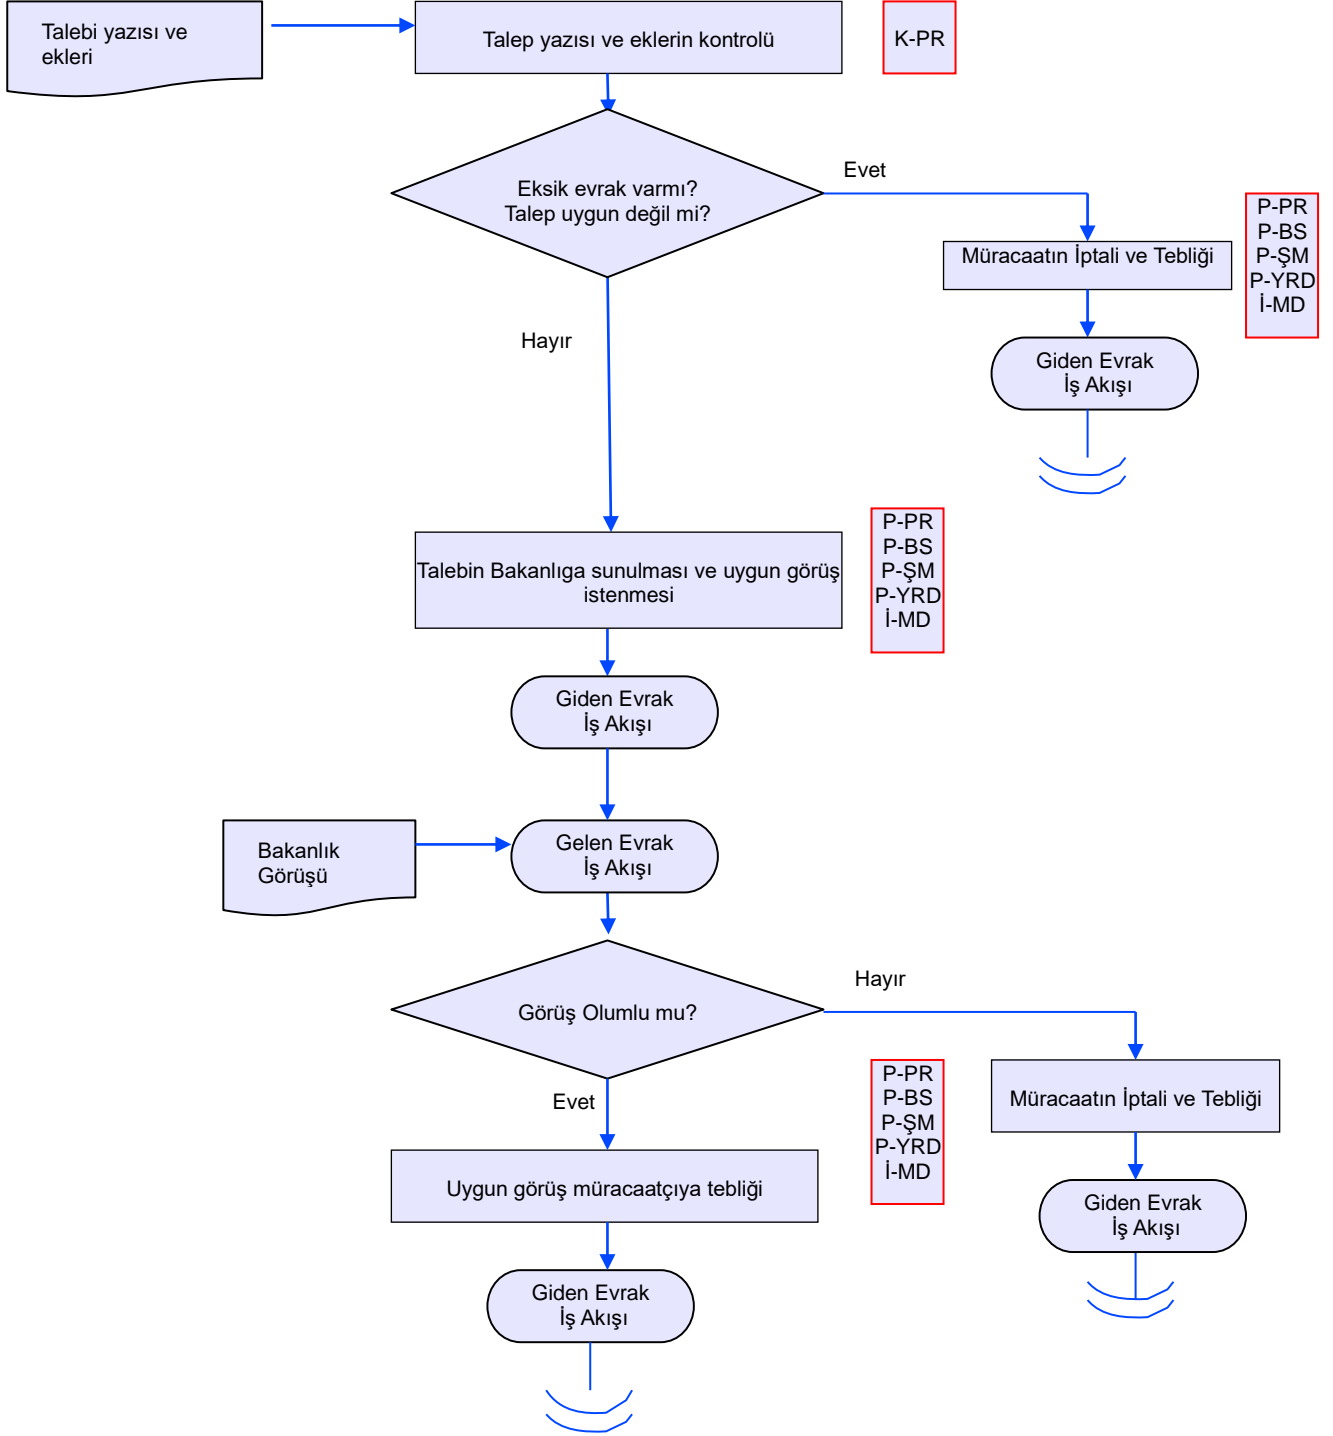 Talebi yazısı ve
ekleri
Talep yazısı ve eklerin kontrolü
K-PR
Eksik evrak varmı?
Talep uygun değil mi?
Evet
P-PR
P-BS
P-ŞM
P-YRD
İ-MD
Müracaatın İptali ve Tebliği
Hayır
Giden Evrak
İş Akışı
P-PR
P-BS
P-ŞM
P-YRD
İ-MD
Talebin Bakanlıga sunulması ve uygun görüş
istenmesi
Giden Evrak
İş Akışı
Bakanlık
Görüşü
Gelen Evrak
İş Akışı
Hayır
Görüş Olumlu mu?
P-PR
P-BS
P-ŞM
P-YRD
İ-MD
Müracaatın İptali ve Tebliği
Evet
Uygun görüş müracaatçıya tebliği
Giden Evrak
İş Akışı
Giden Evrak
İş Akışı